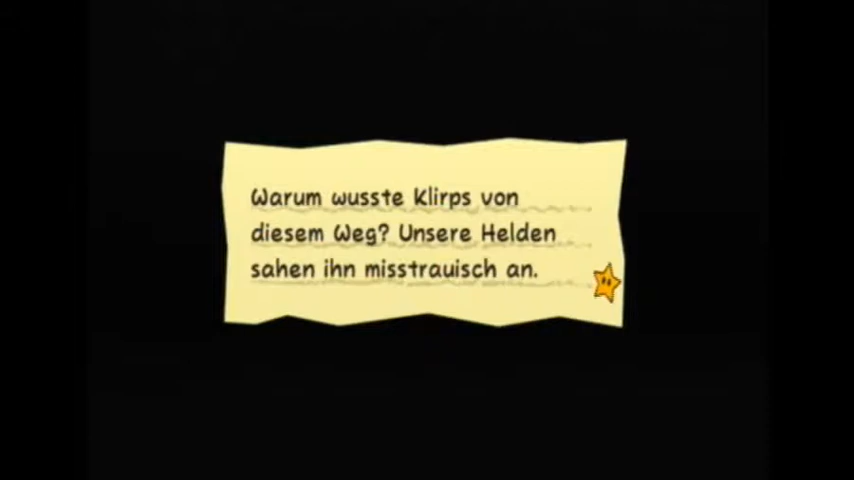 Warum wusste Klirps von
diesem Weg? Unsere Helden
sahen ihn misstrauisch an.